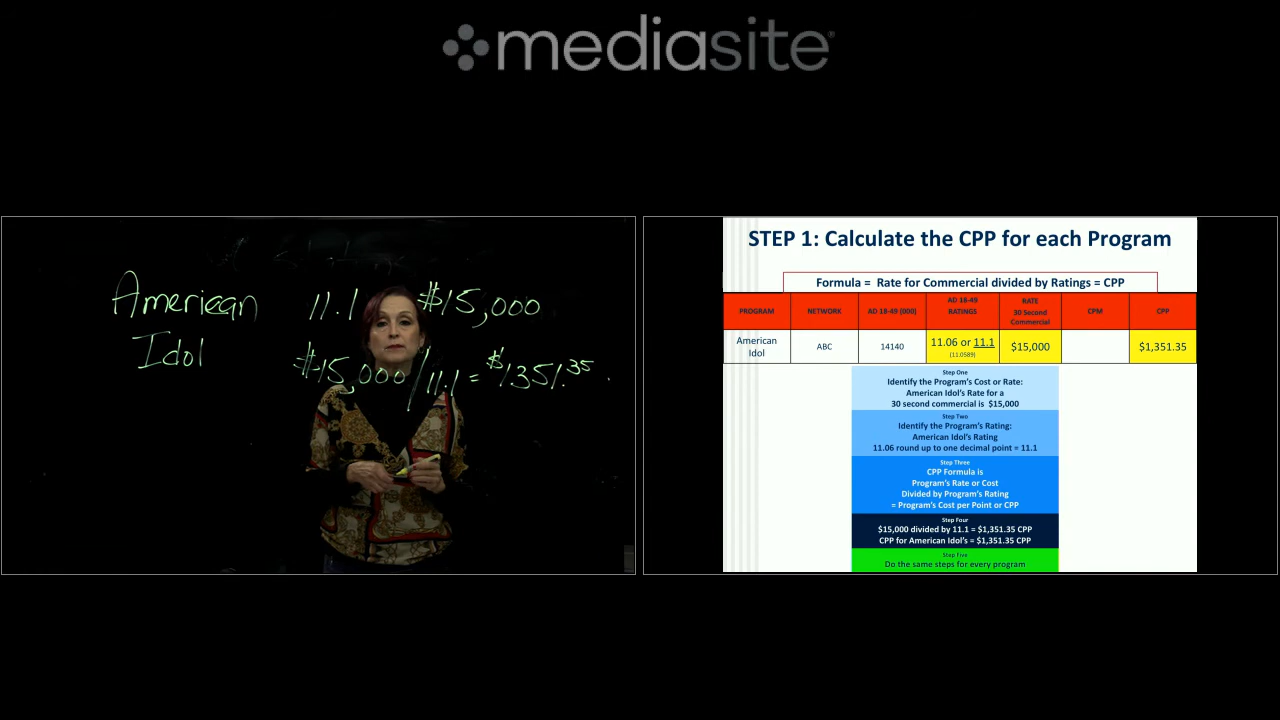 mediasite
American 11.1 $15,000
Idol
$15,000/11.1 = $1351.35
STEP 1: Calculate the CPP for each Program
Formula = Rate for Commercial divided by Ratings = CPP
PROGRAM NETWORK AD 18-49 (000) AD 18-49 RATINGS RATE 30 Second Commercial CPM CPP
American Idol ABC 14140 11.06 or 11.1 (11.0589) $15,000 $1,351.35
Step One
Identify the Program's Cost or Rate:
American Idol's Rate for a
30 second commercial is $15,000
Step Two
Identify the Program's Rating:
American Idol's Rating
11.06 round up to one decimal point = 11.1
Step Three
CPP Formula is
Program's Rate or Cost
Divided by Program's Rating
= Program's Cost per Point or CPP
Step Four
$15,000 divided by 11.1 = $1,351.35 CPP
CPP for American Idol's = $1,351.35 CPP
Step Five
Do the same steps for every program